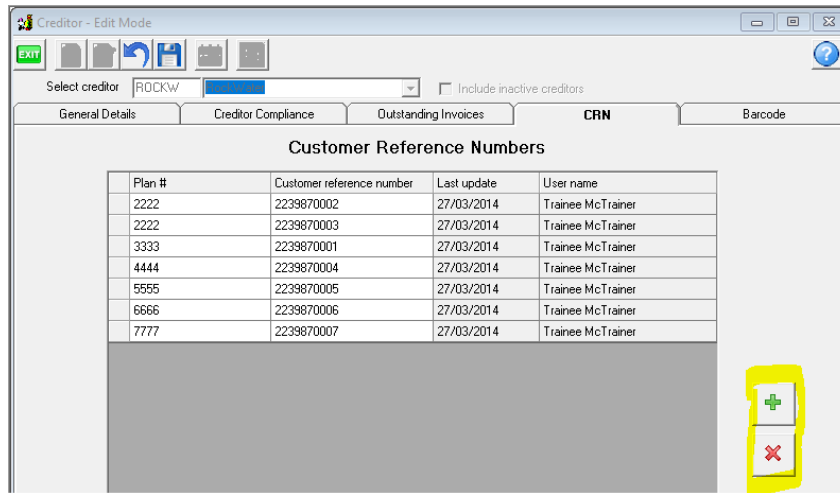 Creditor - Edit Mode
EXIT
?
Select creditor ROCKW RockWater Include inactive creditors
General Details Creditor Compliance Outstanding Invoices CRN Barcode
Customer Reference Numbers
Plan # Customer reference number Last update User name
2222 2239870002 27/03/2014 Trainee McTrainer
2222 2239870003 27/03/2014 Trainee McTrainer
3333 2239870001 27/03/2014 Trainee McTrainer
4444 2239870004 27/03/2014 Trainee McTrainer
5555 2239870005 27/03/2014 Trainee McTrainer
6666 2239870006 27/03/2014 Trainee McTrainer
7777 2239870007 27/03/2014 Trainee McTrainer